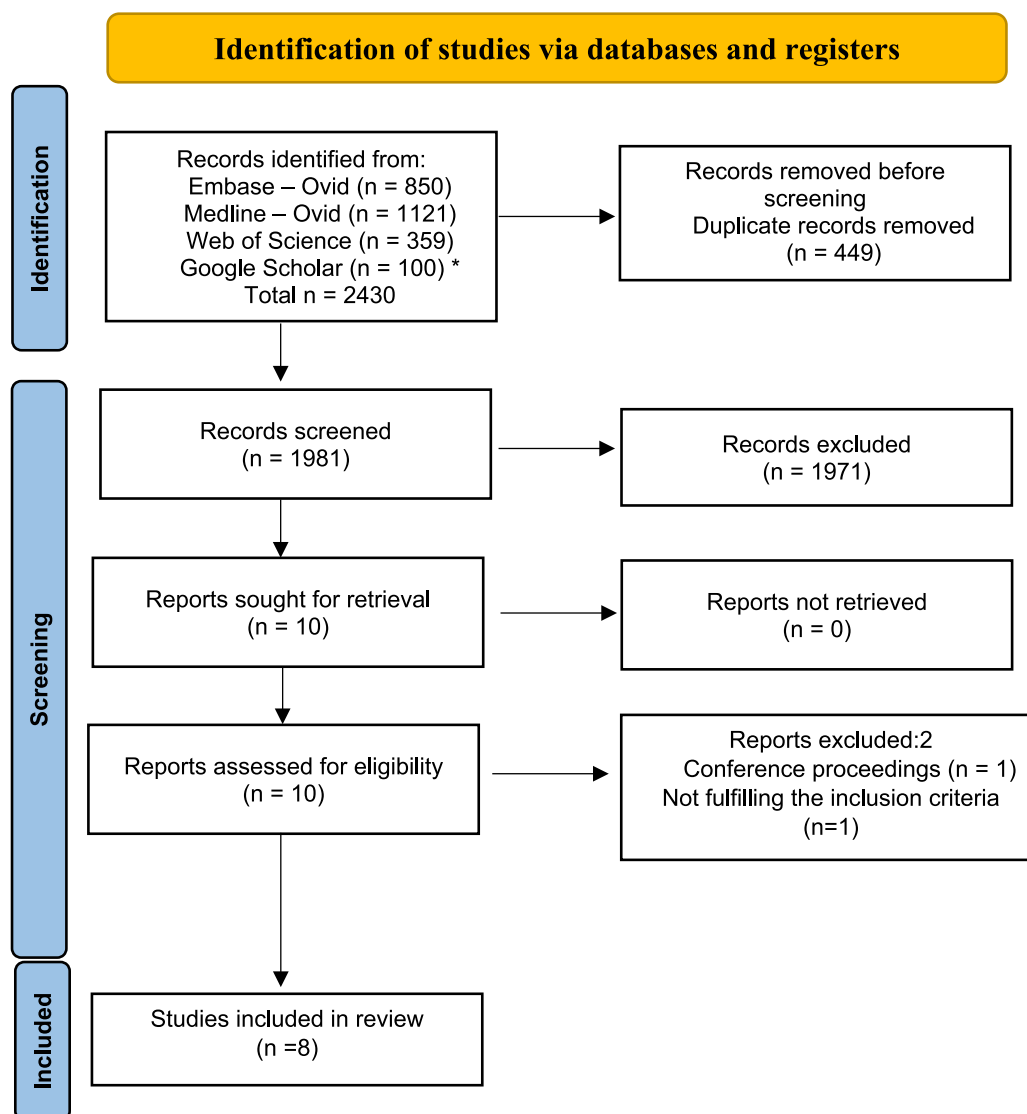 Identification of studies via databases and registers
Identification
Records identified from:
Embase – Ovid (n = 850)
Medline – Ovid (n = 1121)
Web of Science (n = 359)
Google Scholar (n = 100) *
Total n = 2430
Records removed before
screening
Duplicate records removed
(n = 449)
Screening
Records screened
(n = 1981)
Records excluded
(n = 1971)
Reports sought for retrieval
(n = 10)
Reports not retrieved
(n = 0)
Reports assessed for eligibility
(n = 10)
Reports excluded:2
Conference proceedings (n = 1)
Not fulfilling the inclusion criteria
(n=1)
Included
Studies included in review
(n =8)